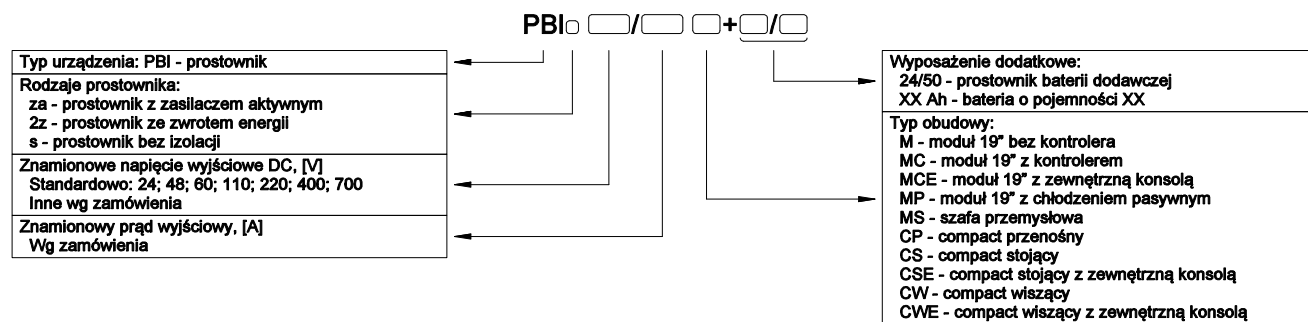 PBI / + /
Typ urządzenia: PBI - prostownik
Rodzaje prostownika:
za - prostownik z zasilaczem aktywnym
2z - prostownik ze zwrotem energii
s - prostownik bez izolacji
Znamionowe napięcie wyjściowe DC, [V]
Standardowo: 24; 48; 60; 110; 220; 400; 700
Inne wg zamówienia
Znamionowy prąd wyjściowy, [A]
Wg zamówienia
Wyposażenie dodatkowe:
24/50 - prostownik baterii dodawczej
XX Ah - bateria o pojemności XX
Typ obudowy:
M - moduł 19" bez kontrolera
MC - moduł 19" z kontrolerem
MCE - moduł 19" z zewnętrzną konsolą
MP - moduł 19" z chłodzeniem pasywnym
MS - szafa przemysłowa
CP - compact przenośny
CS - compact stojący
CSE - compact stojący z zewnętrzną konsolą
CW - compact wiszący
CWE - compact wiszący z zewnętrzną konsolą